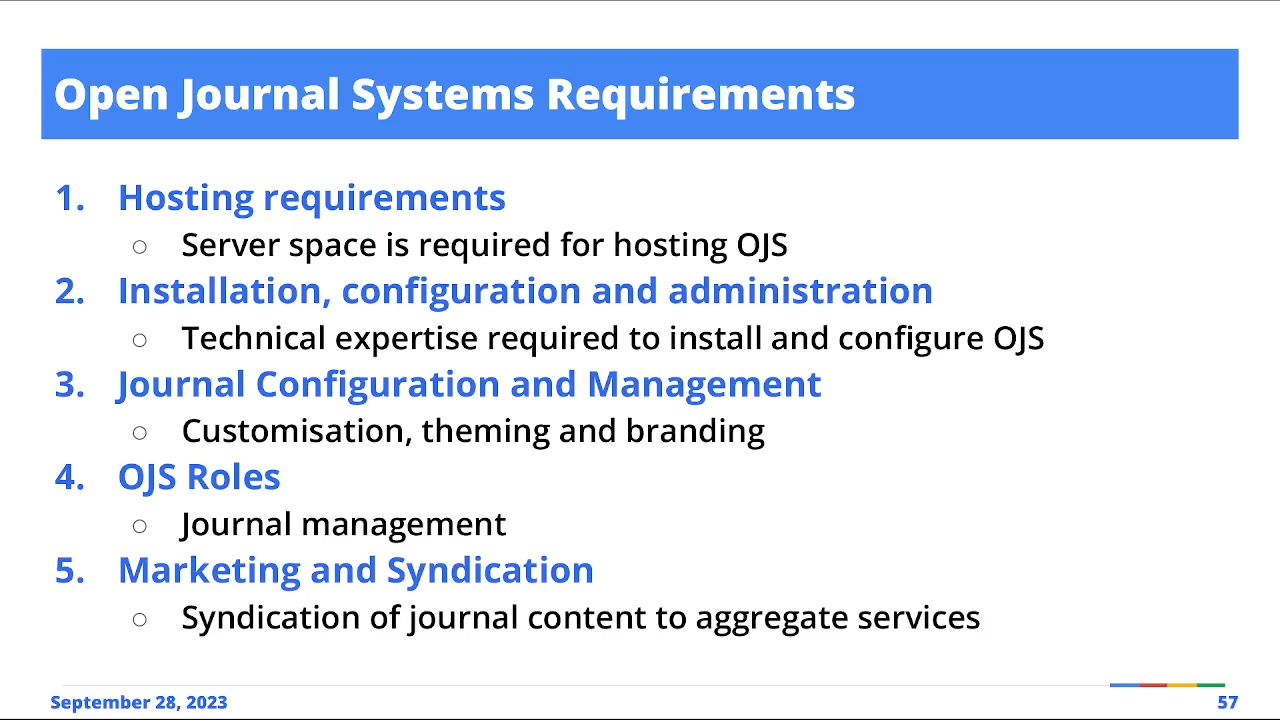 Open Journal Systems Requirements
1. Hosting requirements
○ Server space is required for hosting OJS
2. Installation, configuration and administration
○ Technical expertise required to install and configure OJS
3. Journal Configuration and Management
○ Customisation, theming and branding
4. OJS Roles
○ Journal management
5. Marketing and Syndication
○ Syndication of journal content to aggregate services
September 28, 2023
57